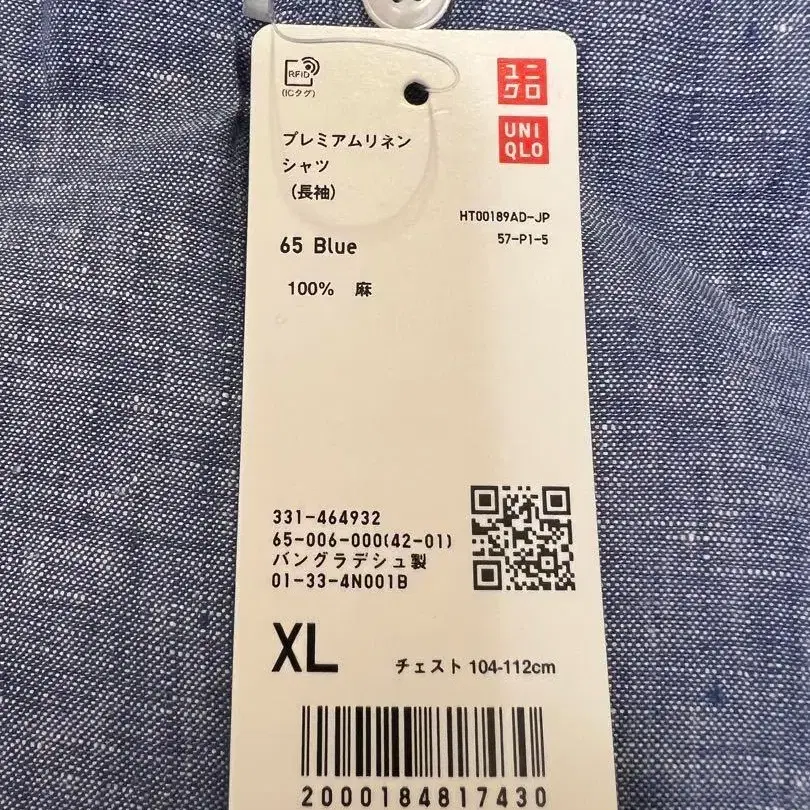 RFID
(ICタグ)
ユニ
クロ
UNI
QLO
プレミアムリネン
シャツ
(長袖)
HT00189AD-JP
57-P1-5
65 Blue
100% 麻
331-464932
65-006-000(42-01)
バングラデシュ製
01-33-4N001B
XL
チェスト 104-112cm
2000184817430